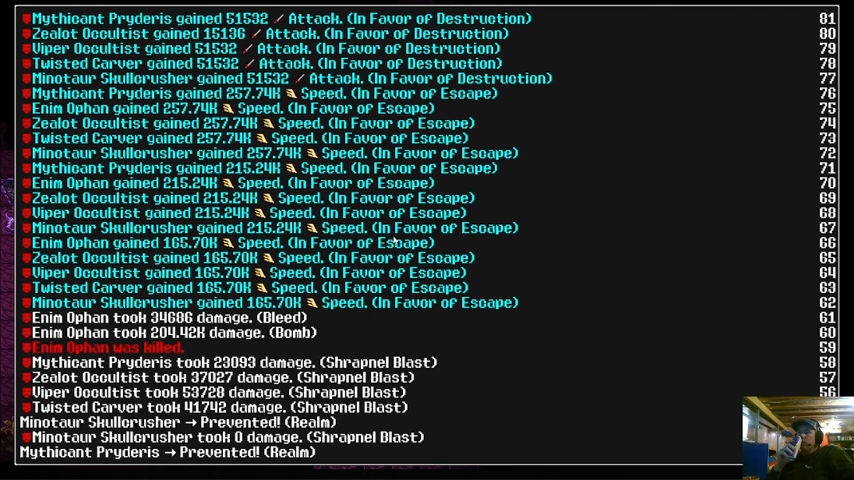 Mythicant Pryderis gained 51532 Attack. (In Favor of Destruction) 81
Zealot Occultist gained 15136 Attack. (In Favor of Destruction) 80
Viper Occultist gained 51532 Attack. (In Favor of Destruction) 79
Twisted Carver gained 51532 Attack. (In Favor of Destruction) 78
Minotaur Skullcrusher gained 51532 Attack. (In Favor of Destruction) 77
Mythicant Pryderis gained 257.74K Speed. (In Favor of Escape) 76
Enim Ophan gained 257.74K Speed. (In Favor of Escape) 75
Zealot Occultist gained 257.74K Speed. (In Favor of Escape) 74
Twisted Carver gained 257.74K Speed. (In Favor of Escape) 73
Minotaur Skullcrusher gained 257.74K Speed. (In Favor of Escape) 72
Mythicant Pryderis gained 215.24K Speed. (In Favor of Escape) 71
Enim Ophan gained 215.24K Speed. (In Favor of Escape) 70
Zealot Occultist gained 215.24K Speed. (In Favor of Escape) 69
Viper Occultist gained 215.24K Speed. (In Favor of Escape) 68
Minotaur Skullcrusher gained 215.24K Speed. (In Favor of Escape) 67
Enim Ophan gained 165.70K Speed. (In Favor of Escape) 66
Zealot Occultist gained 165.70K Speed. (In Favor of Escape) 65
Viper Occultist gained 165.70K Speed. (In Favor of Escape) 64
Twisted Carver gained 165.70K Speed. (In Favor of Escape) 63
Minotaur Skullcrusher gained 165.70K Speed. (In Favor of Escape) 62
Enim Ophan took 34686 damage. (Bleed) 61
Enim Ophan took 204.42K damage. (Bomb) 60
Enim Ophan was killed. 59
Mythicant Pryderis took 23093 damage. (Shrapnel Blast) 58
Zealot Occultist took 37027 damage. (Shrapnel Blast) 57
Viper Occultist took 53728 damage. (Shrapnel Blast) 56
Twisted Carver took 41742 damage. (Shrapnel Blast)
Minotaur Skullcrusher → Prevented! (Realm)
Minotaur Skullcrusher took 0 damage. (Shrapnel Blast)
Mythicant Pryderis → Prevented! (Realm)